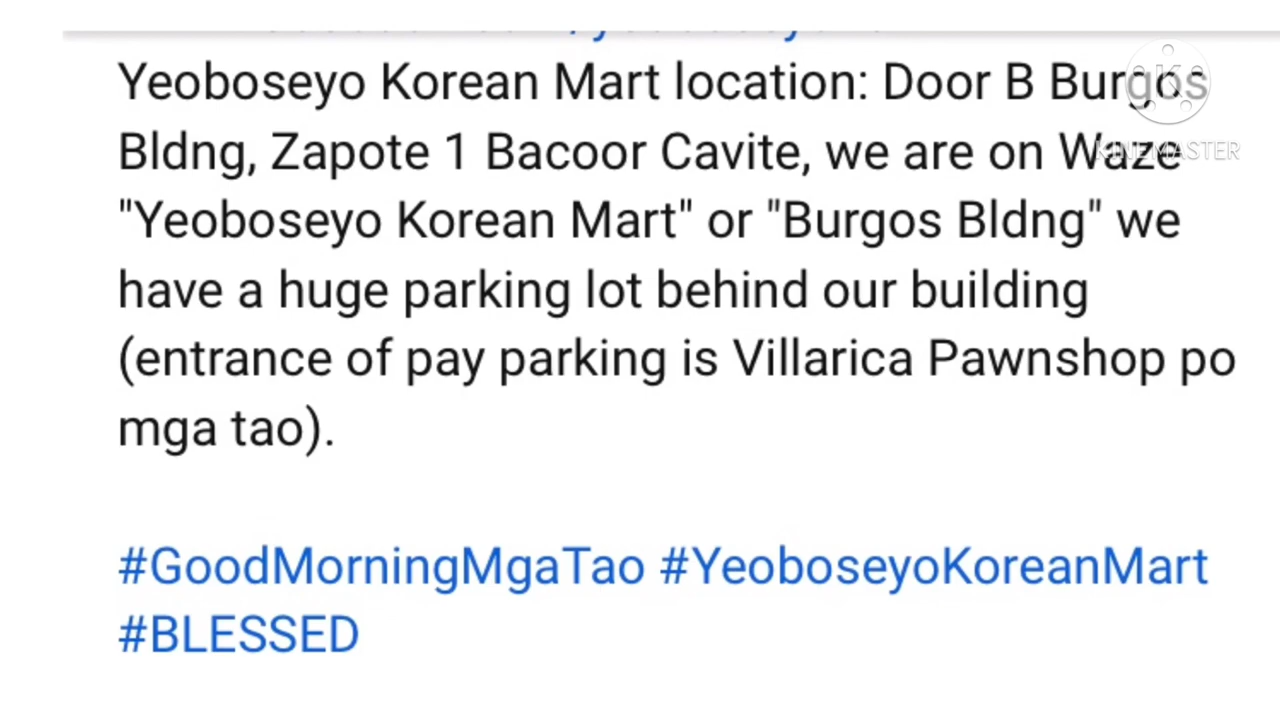 Yeoboseyo Korean Mart location: Door B Burgos
Bldng, Zapote 1 Bacoor Cavite, we are on Waze
"Yeoboseyo Korean Mart" or "Burgos Bldng" we
have a huge parking lot behind our building
(entrance of pay parking is Villarica Pawnshop po
mga tao).
#GoodMorningMgaTao #YeoboseyoKoreanMart
#BLESSED
K
KINEMASTER